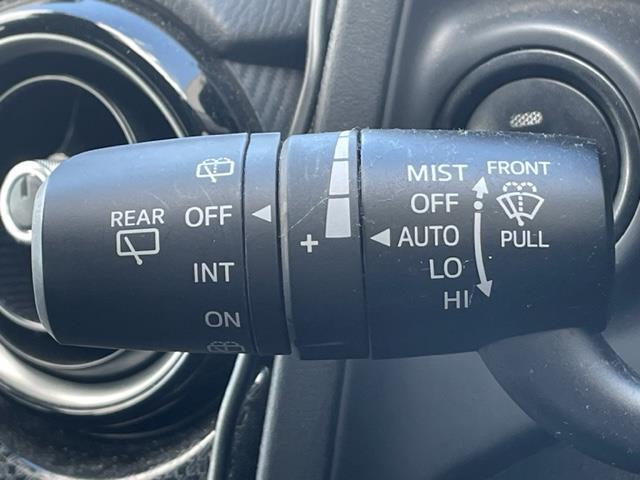 REAR
OFF
INT
ON
+
MIST
OFF
AUTO
LO
HI
FRONT
PULL